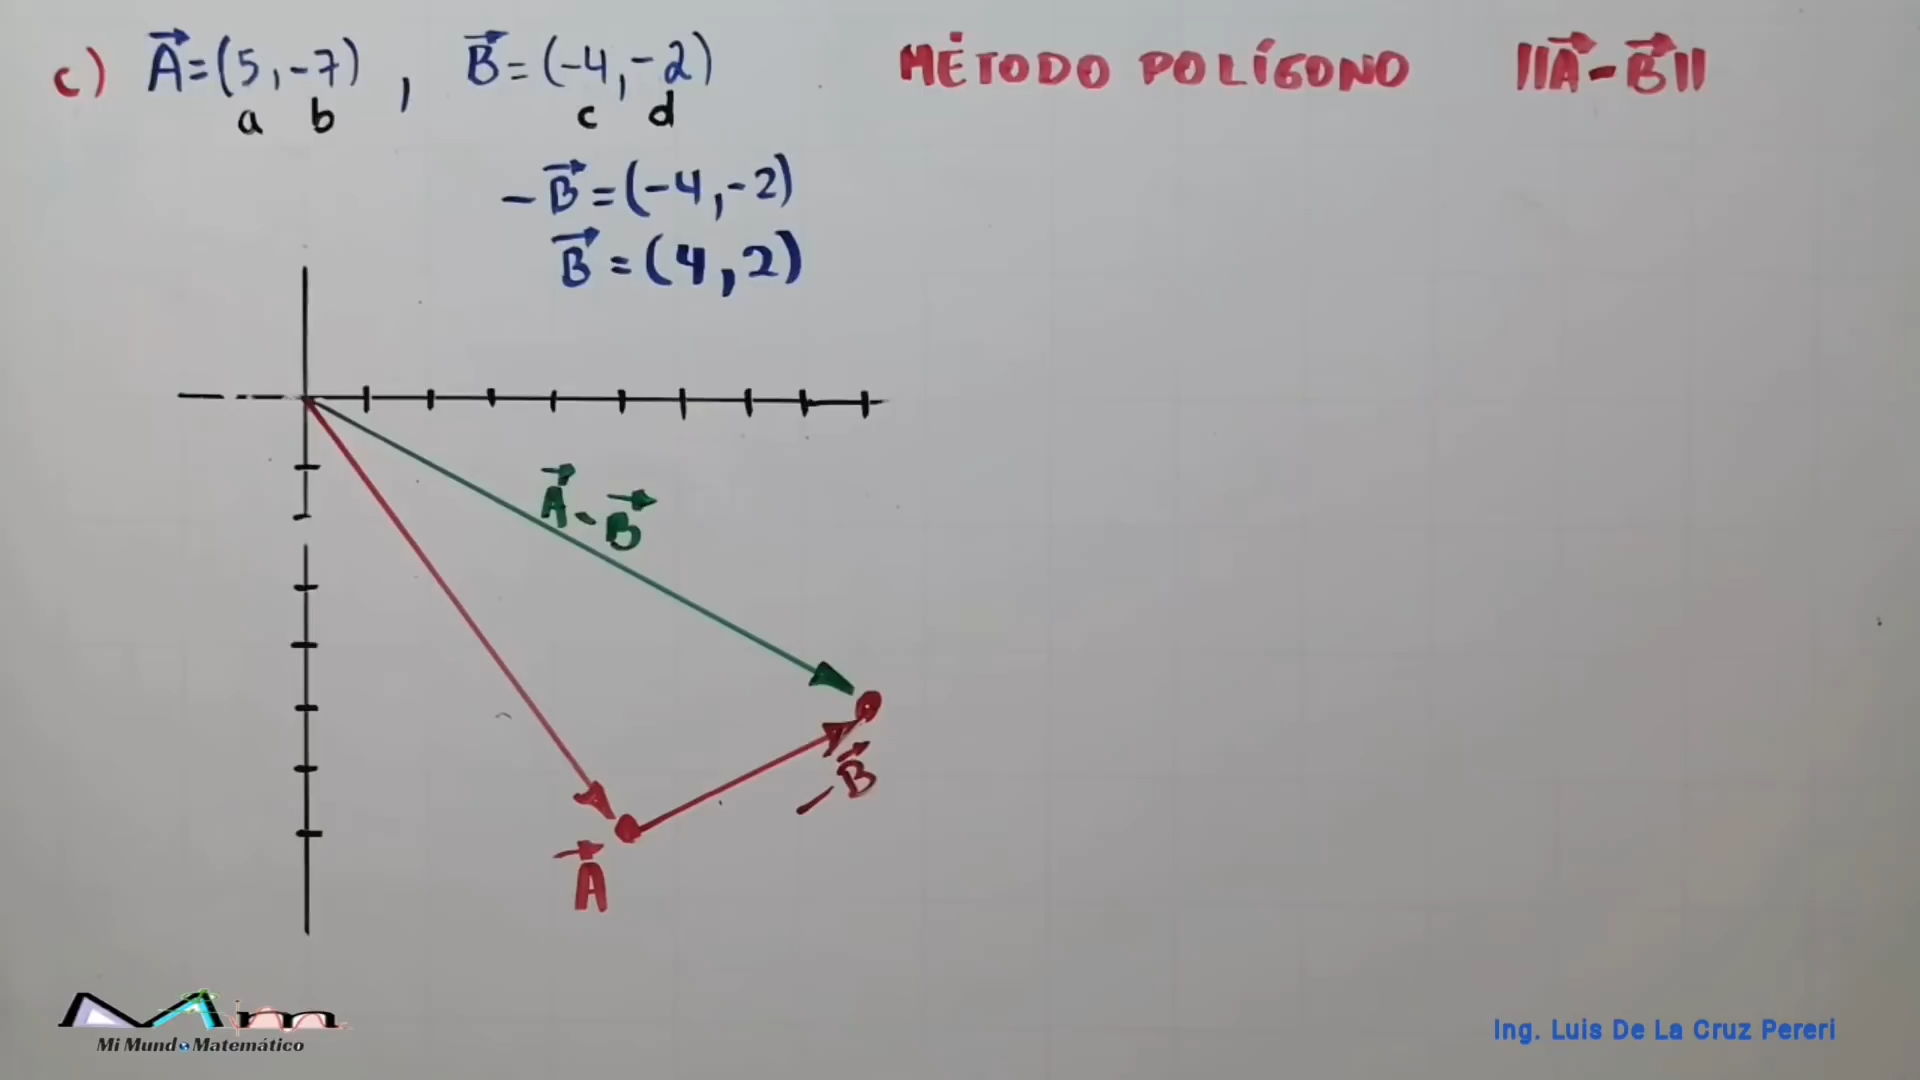 c) A=(5,-7) , B=(-4,-2) MÉTODO POLÍGONO ||A-B||
a b c d
-B=(-4,-2)
B=(4,2)
A-B
-B
A
Mim
Mi Mundo Matemático
Ing. Luis De La Cruz Pereri